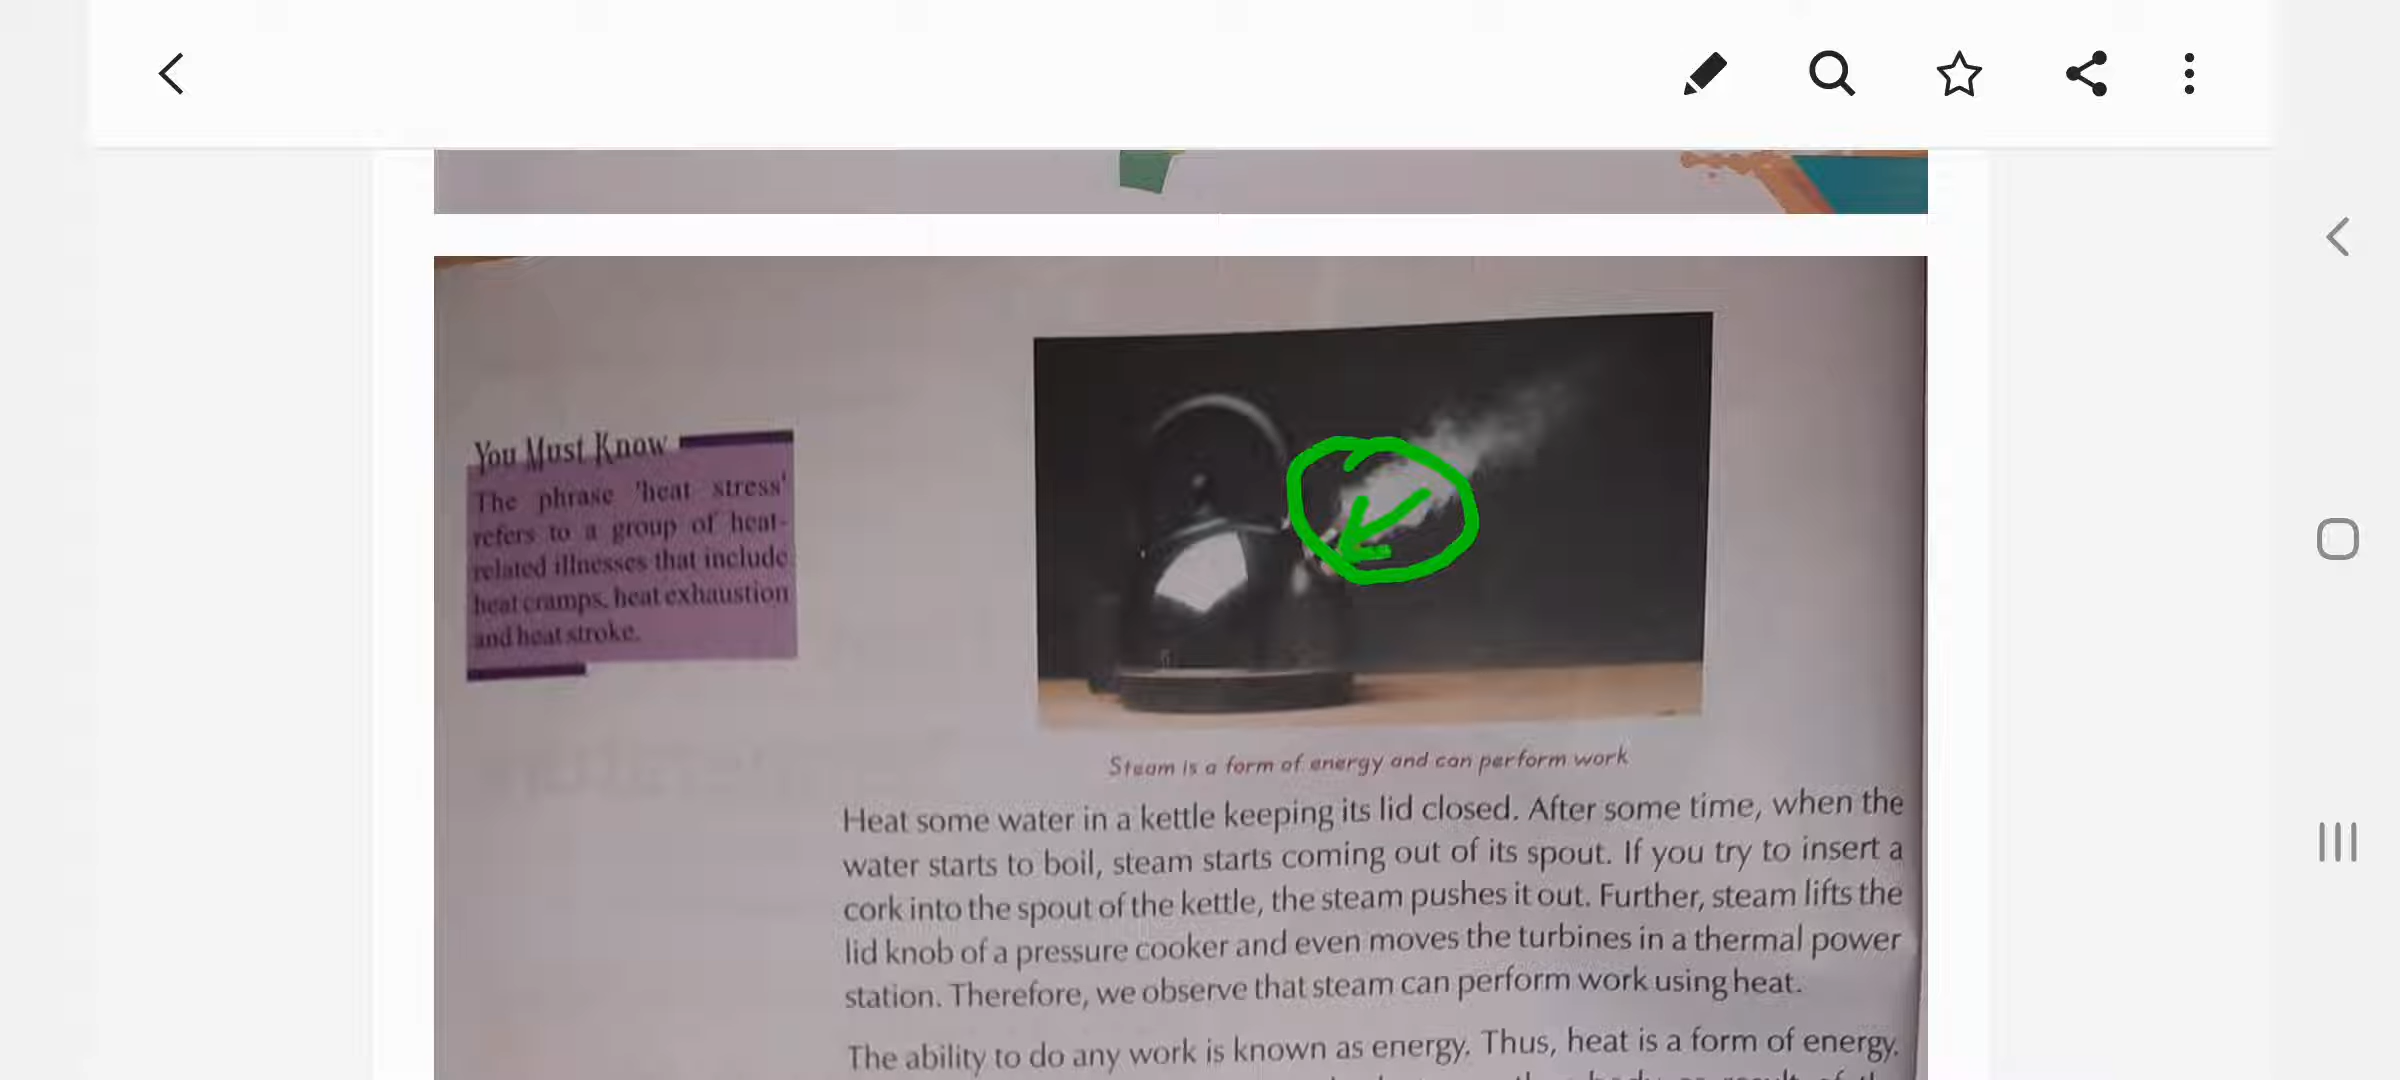 You Must Know
The phrase 'heat stress'
refers to a group of heat-
related illnesses that include
heat cramps, heat exhaustion
and heat stroke.
Steam is a form of energy and can perform work
Heat some water in a kettle keeping its lid closed. After some time, when the
water starts to boil, steam starts coming out of its spout. If you try to insert a
cork into the spout of the kettle, the steam pushes it out. Further, steam lifts the
lid knob of a pressure cooker and even moves the turbines in a thermal power
station. Therefore, we observe that steam can perform work using heat.
The ability to do any work is known as energy. Thus, heat is a form of energy.